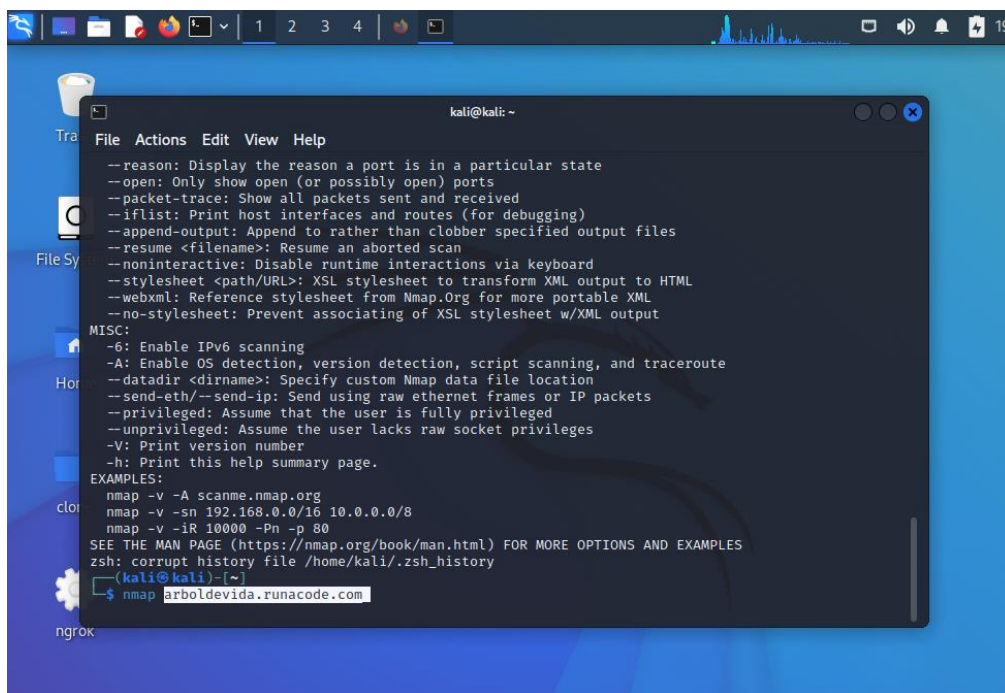 1 2 3 4
19
kali@kali: ~
Tra
File Actions Edit View Help
--reason: Display the reason a port is in a particular state
--open: Only show open (or possibly open) ports
--packet-trace: Show all packets sent and received
--iflist: Print host interfaces and routes (for debugging)
--append-output: Append to rather than clobber specified output files
--resume <filename>: Resume an aborted scan
File Sy
--noninteractive: Disable runtime interactions via keyboard
--stylesheet <path/URL>: XSL stylesheet to transform XML output to HTML
--webxml: Reference stylesheet from Nmap.Org for more portable XML
--no-stylesheet: Prevent associating of XSL stylesheet w/XML output
MISC:
-6: Enable IPv6 scanning
-A: Enable OS detection, version detection, script scanning, and traceroute
Hom
--datadir <dirname>: Specify custom Nmap data file location
--send-eth/--send-ip: Send using raw ethernet frames or IP packets
--privileged: Assume that the user is fully privileged
--unprivileged: Assume the user lacks raw socket privileges
-V: Print version number
-h: Print this help summary page.
EXAMPLES:
nmap -v -A scanme.nmap.org
clo
nmap -v -sn 192.168.0.0/16 10.0.0.0/8
nmap -v -iR 10000 -Pn -p 80
SEE THE MAN PAGE (https://nmap.org/book/man.html) FOR MORE OPTIONS AND EXAMPLES
zsh: corrupt history file /home/kali/.zsh_history
(kali㉿kali)-[~]
$ nmap arboldevida.runacode.com
ngrok